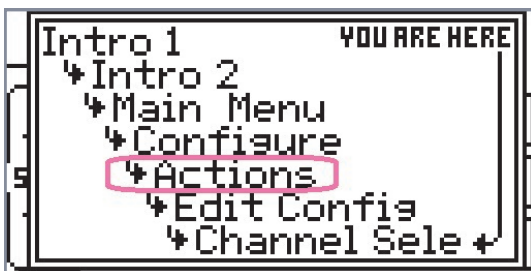 Intro 1 YOU ARE HERE
Intro 2
Main Menu
Configure
Actions
Edit Config
Channel Sele